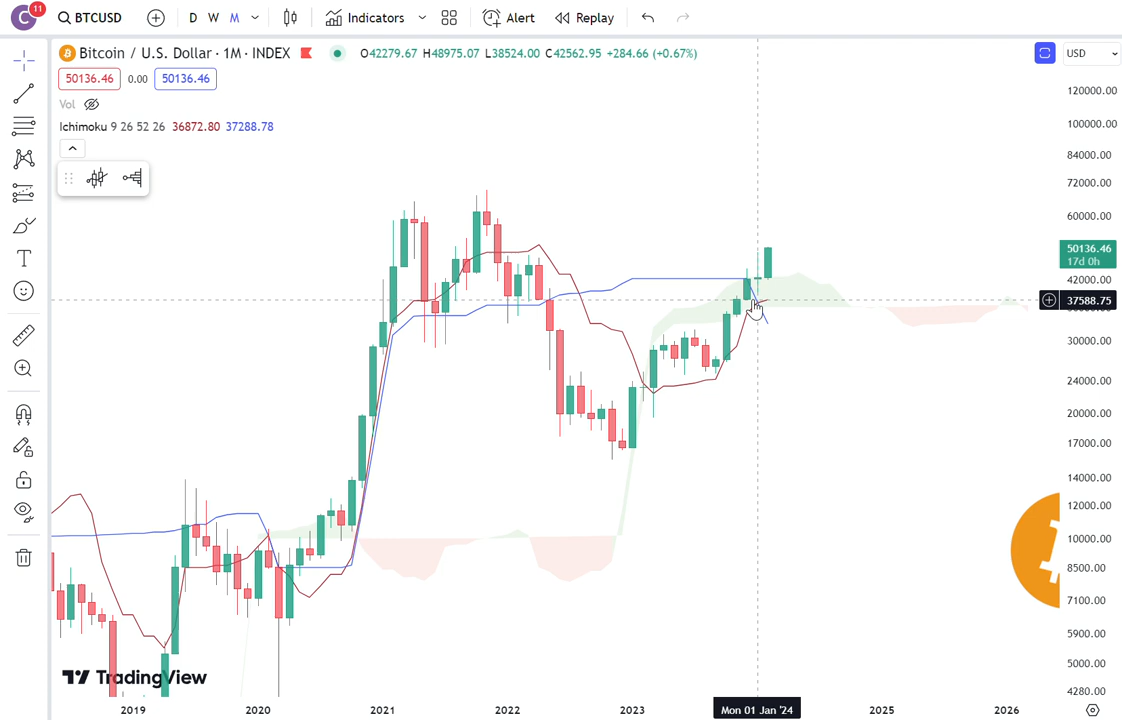 C 11 BTCUSD D W M Indicators Alert Replay
Bitcoin / U.S. Dollar · 1M · INDEX O42279.67 H48975.07 L38524.00 C42562.95 +284.66 (+0.67%) USD
50136.46 0.00 50136.46
Vol
Ichimoku 9 26 52 26 36872.80 37288.78
120000.00
100000.00
84000.00
72000.00
60000.00
50136.46
17d 0h
42000.00
37588.75
30000.00
24000.00
20000.00
17000.00
14000.00
12000.00
10000.00
8500.00
7100.00
5900.00
5000.00
4280.00
TradingView
2019 2020 2021 2022 2023 Mon 01 Jan '24 2025 2026